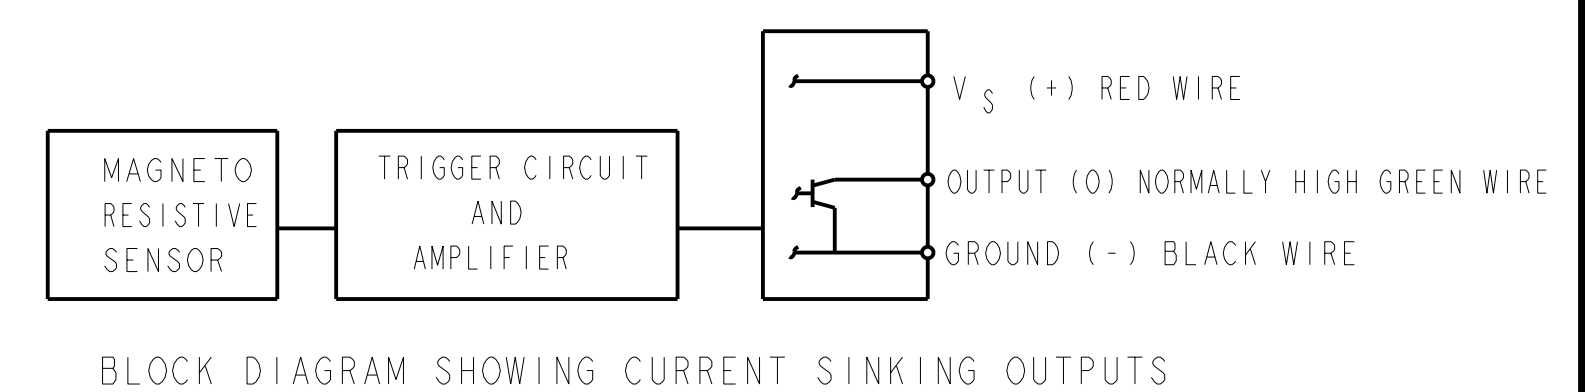 MAGNETO
RESISTIVE
SENSOR
TRIGGER CIRCUIT
AND
AMPLIFIER
VS (+) RED WIRE
OUTPUT (O) NORMALLY HIGH GREEN WIRE
GROUND (-) BLACK WIRE
BLOCK DIAGRAM SHOWING CURRENT SINKING OUTPUTS